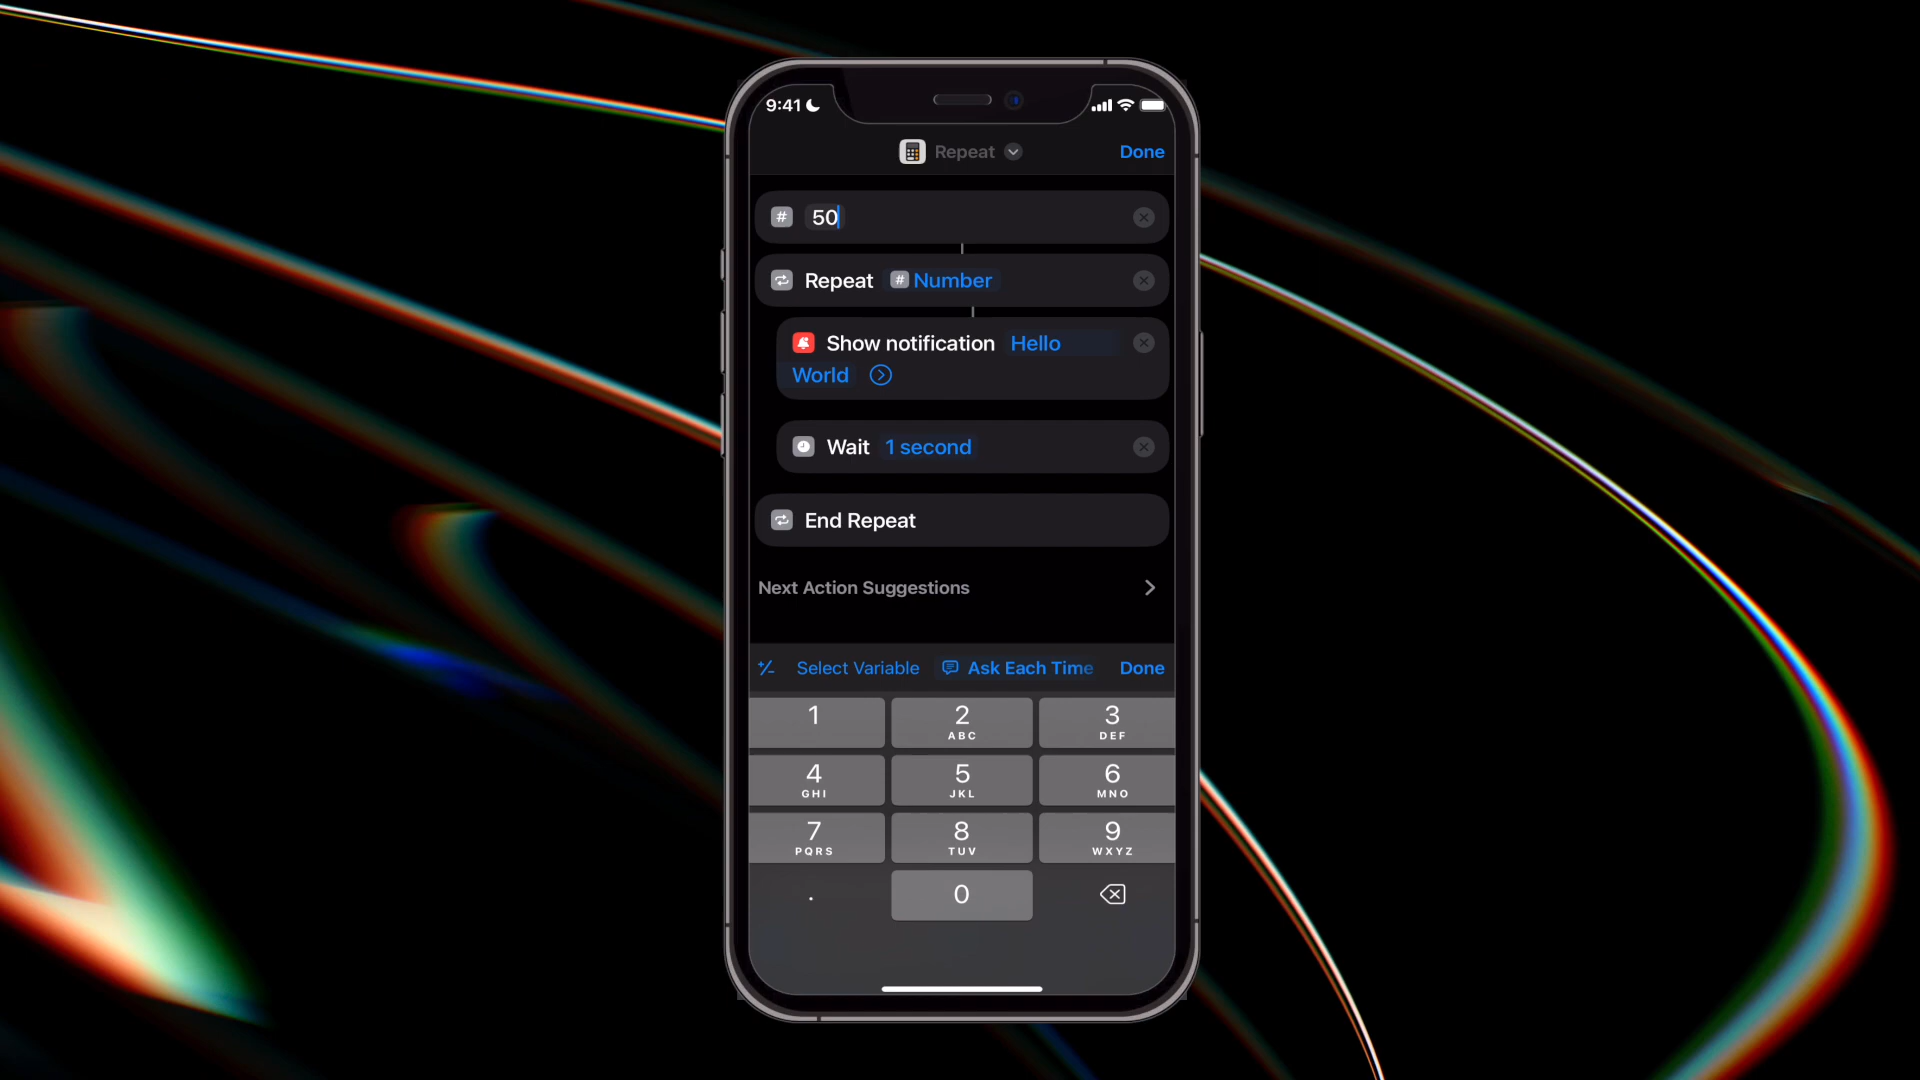 9:41
Repeat
Done
# 50
Repeat # Number
Show notification Hello
World
Wait 1 second
End Repeat
Next Action Suggestions
Select Variable Ask Each Time Done
1 2 3
ABC DEF
4 5 6
GHI JKL MNO
7 8 9
PQRS TUV WXYZ
. 0